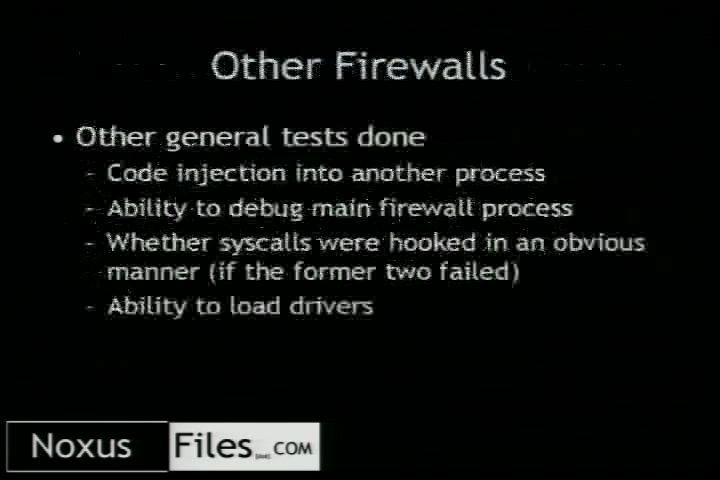 Other Firewalls
• Other general tests done
- Code injection into another process
- Ability to debug main firewall process
- Whether syscalls were hooked in an obvious
manner (if the former two failed)
- Ability to load drivers
Noxus Files .COM